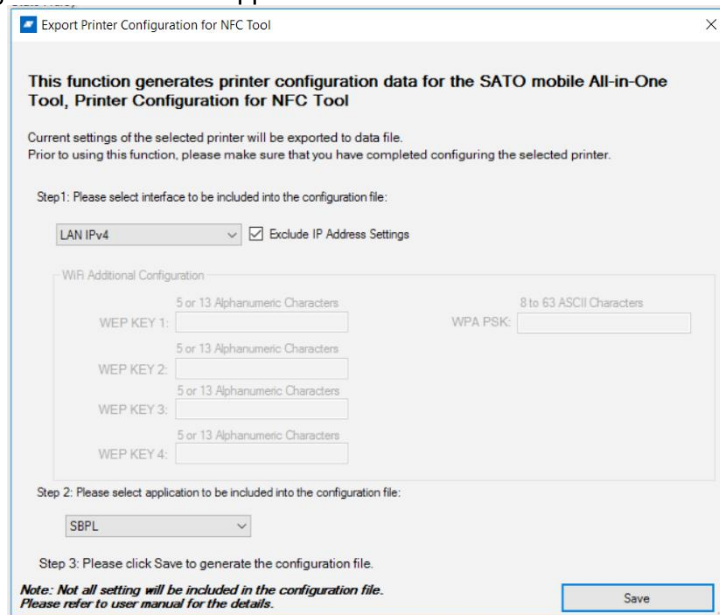 Export Printer Configuration for NFC Tool
This function generates printer configuration data for the SATO mobile All-in-One
Tool, Printer Configuration for NFC Tool
Current settings of the selected printer will be exported to data file.
Prior to using this function, please make sure that you have completed configuring the selected printer.
Step1: Please select interface to be included into the configuration file:
LAN IPv4 Exclude IP Address Settings
WiFi Additional Configuration
5 or 13 Alphanumeric Characters 8 to 63 ASCII Characters
WEP KEY 1: WPA PSK:
5 or 13 Alphanumeric Characters
WEP KEY 2:
5 or 13 Alphanumeric Characters
WEP KEY 3:
5 or 13 Alphanumeric Characters
WEP KEY 4:
Step 2: Please select application to be included into the configuration file:
SBPL
Step 3: Please click Save to generate the configuration file.
Note: Not all setting will be included in the configuration file.
Please refer to user manual for the details.
Save